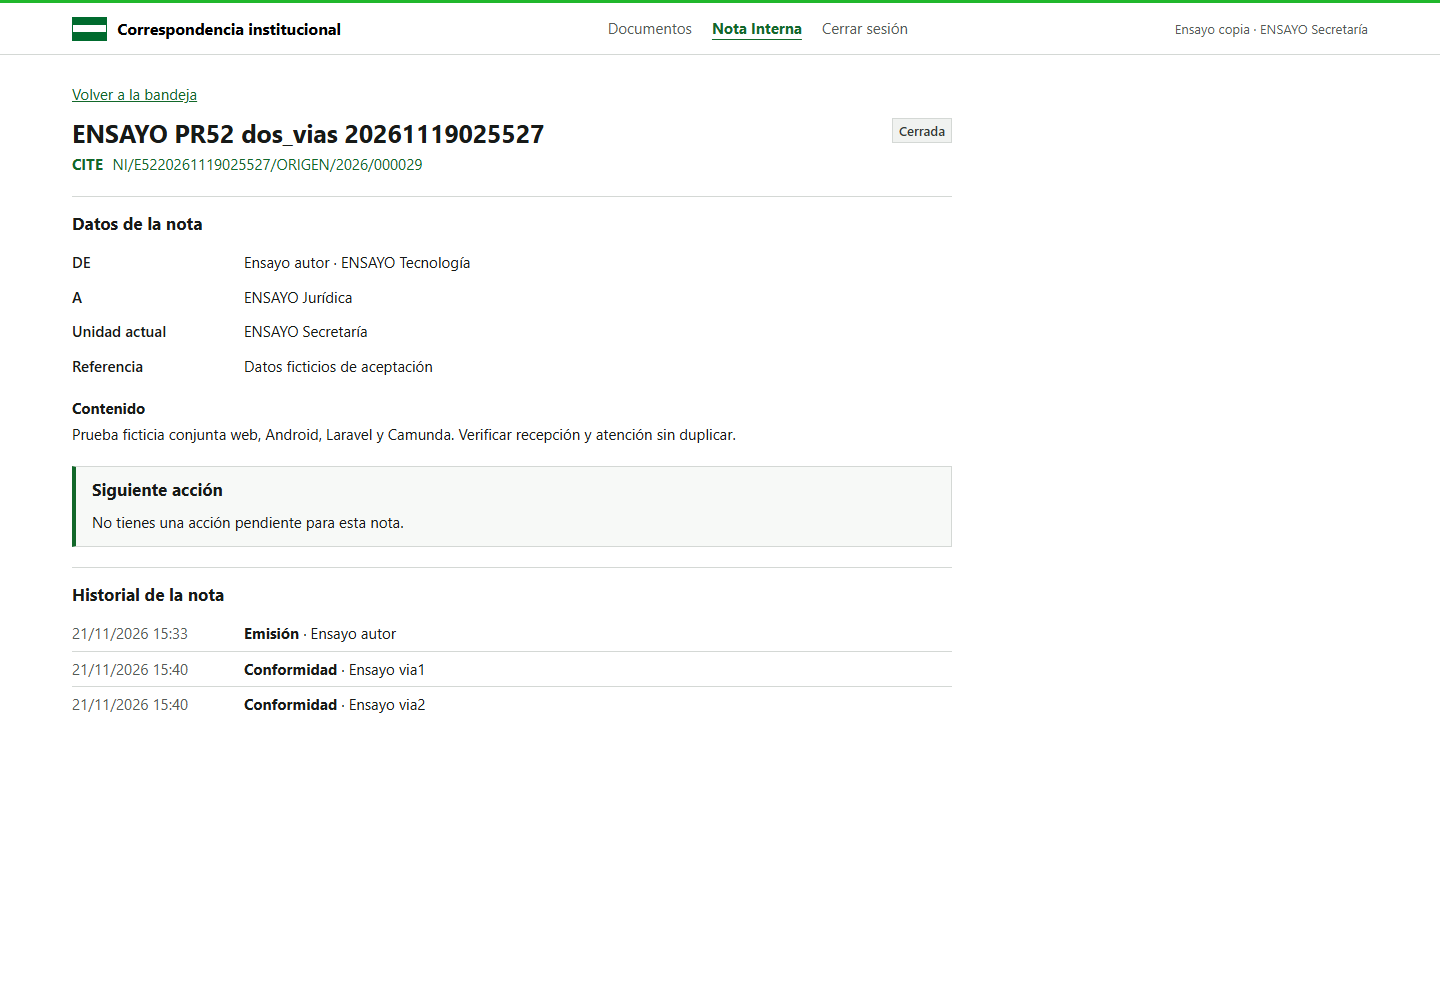 Correspondencia institucional
Documentos Nota Interna Cerrar sesión
Ensayo copia · ENSAYO Secretaría
Volver a la bandeja
ENSAYO PR52 dos_vias 20261119025527
Cerrada
CITE NI/E5220261119025527/ORIGEN/2026/000029
Datos de la nota
DE Ensayo autor · ENSAYO Tecnología
A ENSAYO Jurídica
Unidad actual ENSAYO Secretaría
Referencia Datos ficticios de aceptación
Contenido
Prueba ficticia conjunta web, Android, Laravel y Camunda. Verificar recepción y atención sin duplicar.
Siguiente acción
No tienes una acción pendiente para esta nota.
Historial de la nota
21/11/2026 15:33 Emisión · Ensayo autor
21/11/2026 15:40 Conformidad · Ensayo via1
21/11/2026 15:40 Conformidad · Ensayo via2